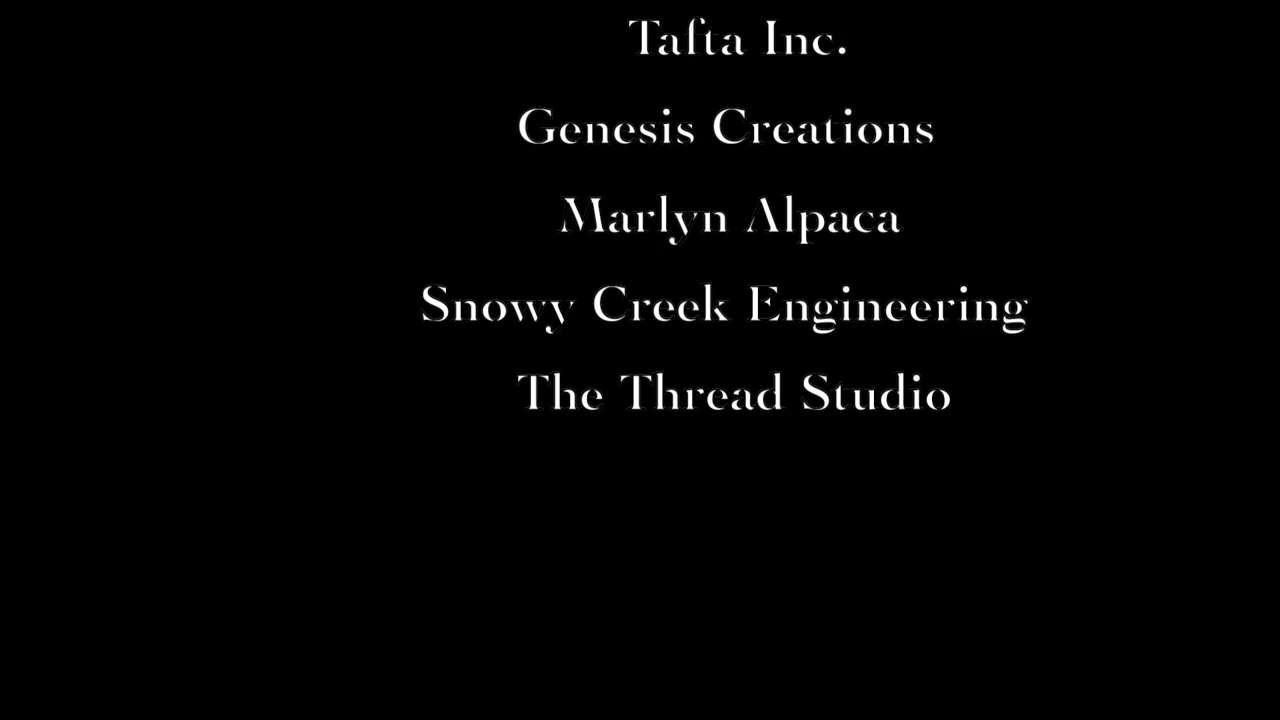 Tafta Inc.
Genesis Creations
Marlyn Alpaca
Snowy Creek Engineering
The Thread Studio